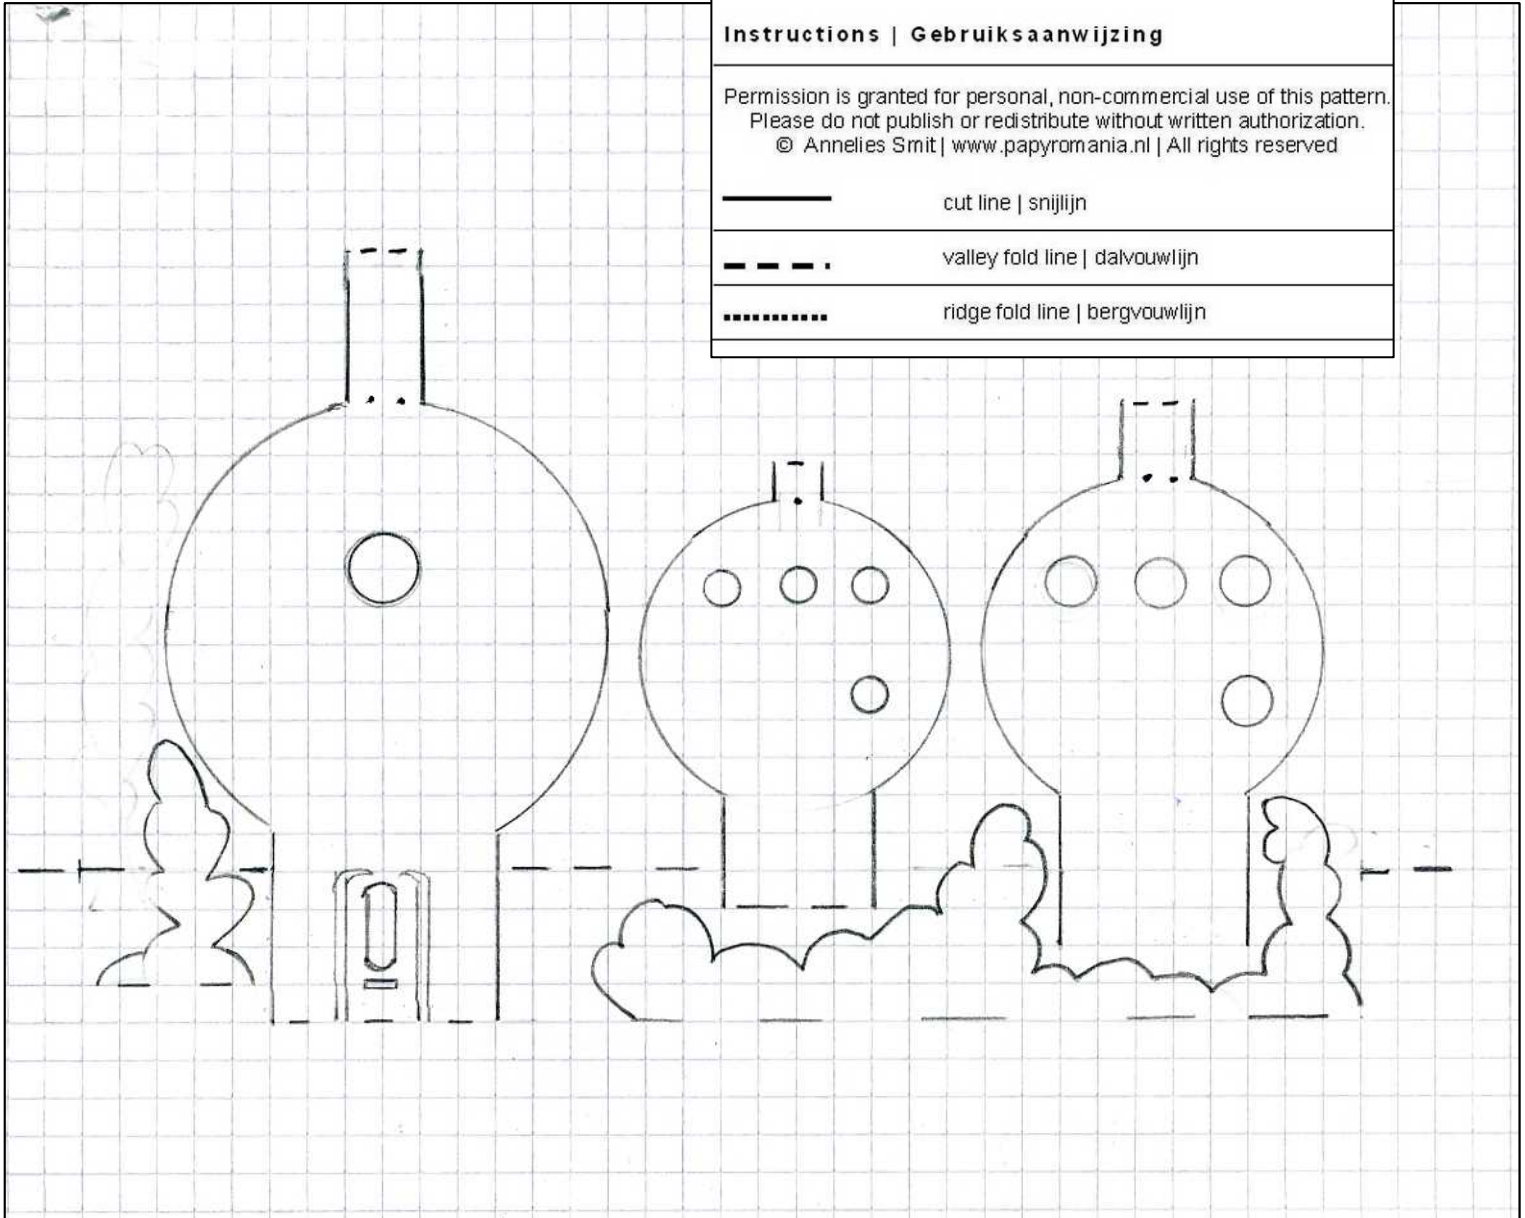 Instructions | Gebruiksaanwijzing
Permission is granted for personal, non-commercial use of this pattern.
Please do not publish or redistribute without written authorization.
© Annelies Smit | www.papyromania.nl | All rights reserved
cut line | snijlijn
valley fold line | dalvouwlijn
ridge fold line | bergvouwlijn